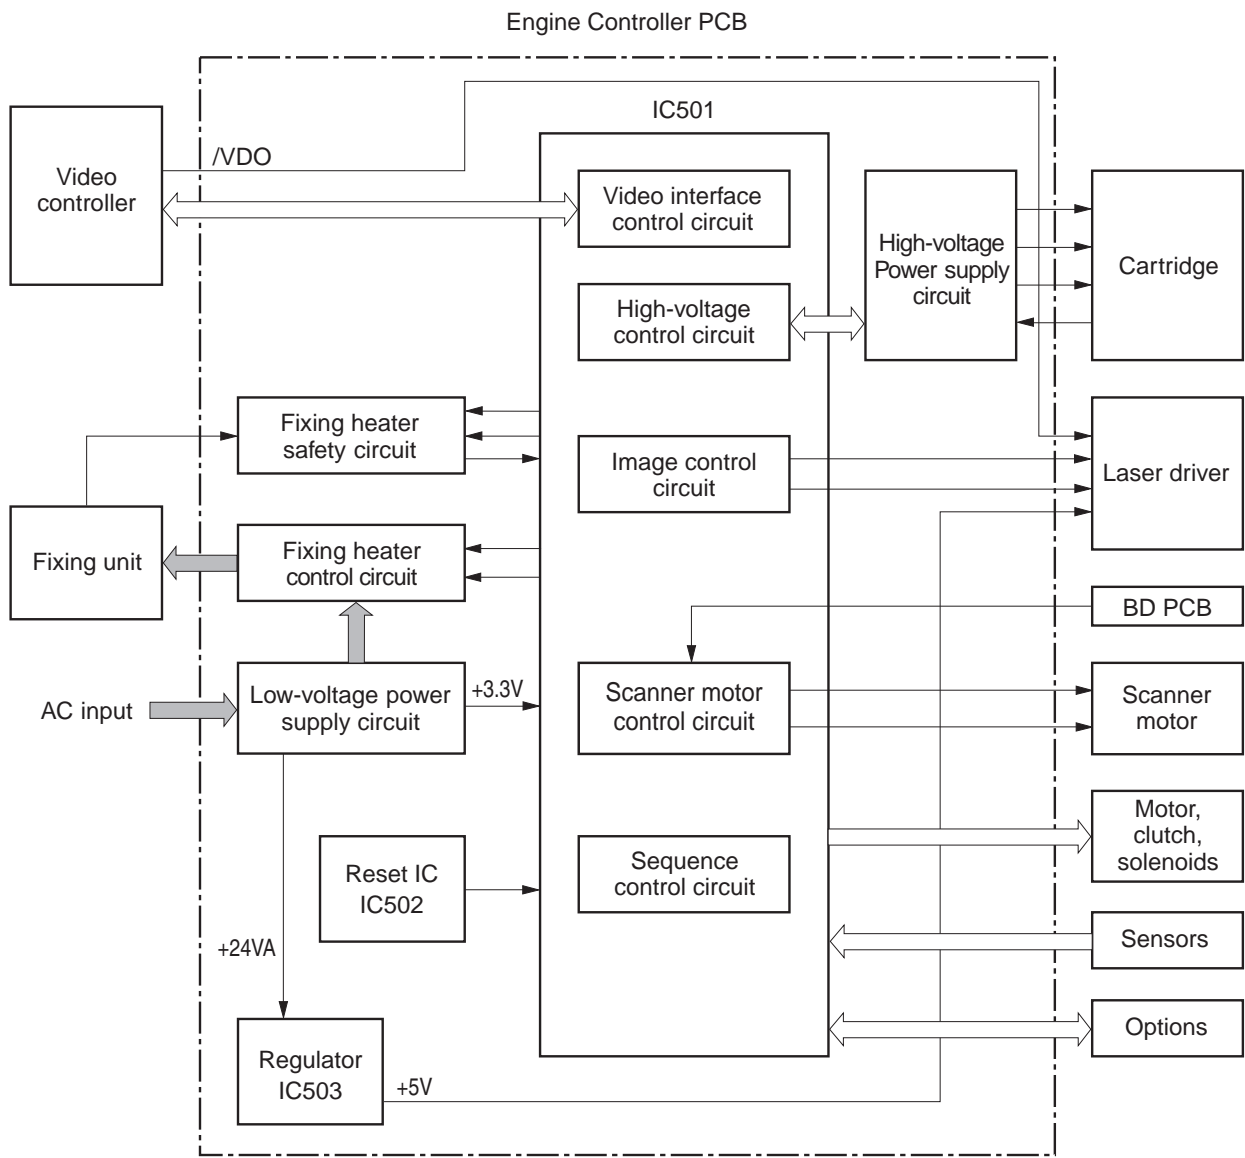 Engine Controller PCB
IC501
/VDO
Video
controller
Video interface
control circuit
High-voltage
Power supply
circuit
Cartridge
High-voltage
control circuit
Fixing heater
safety circuit
Image control
circuit
Laser driver
Fixing unit
Fixing heater
control circuit
BD PCB
AC input
Low-voltage power
supply circuit
+3.3V
Scanner motor
control circuit
Scanner
motor
Motor,
clutch,
solenoids
Reset IC
IC502
Sequence
control circuit
+24VA
Sensors
Options
Regulator
IC503
+5V